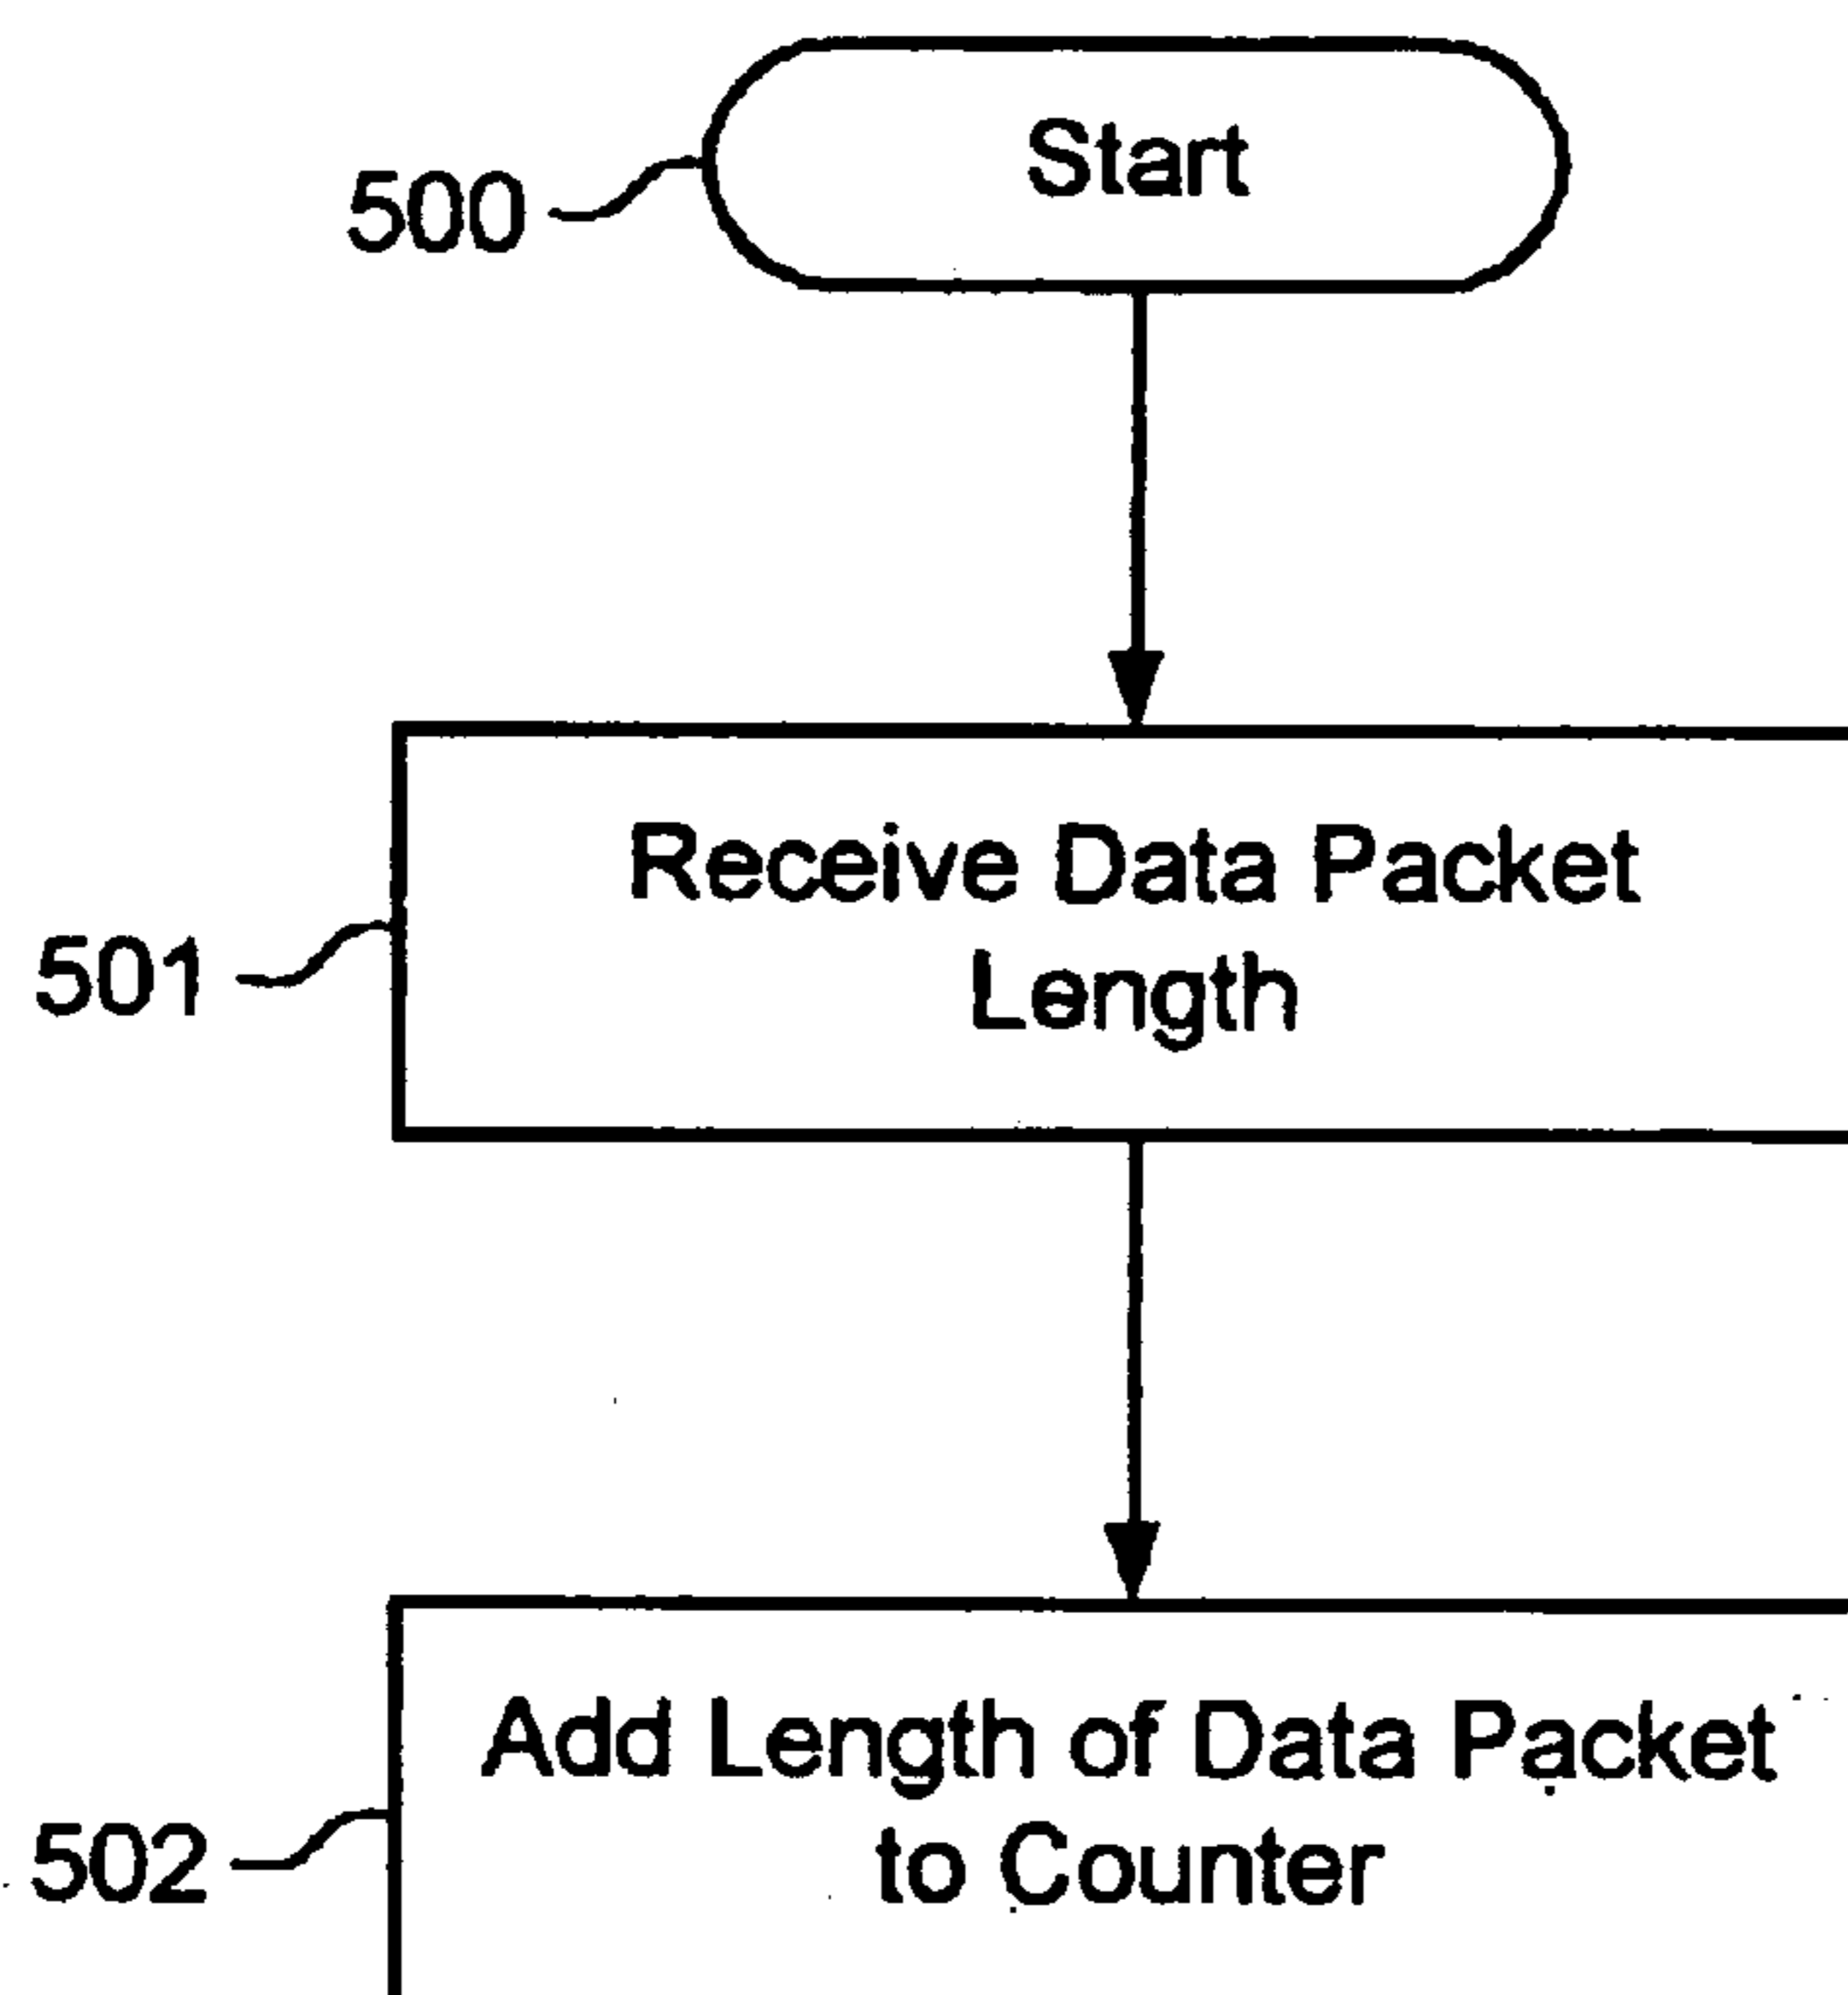 Start
500
Receive Data Packet
Length
501
Add Length of Data Packet
to Counter
502